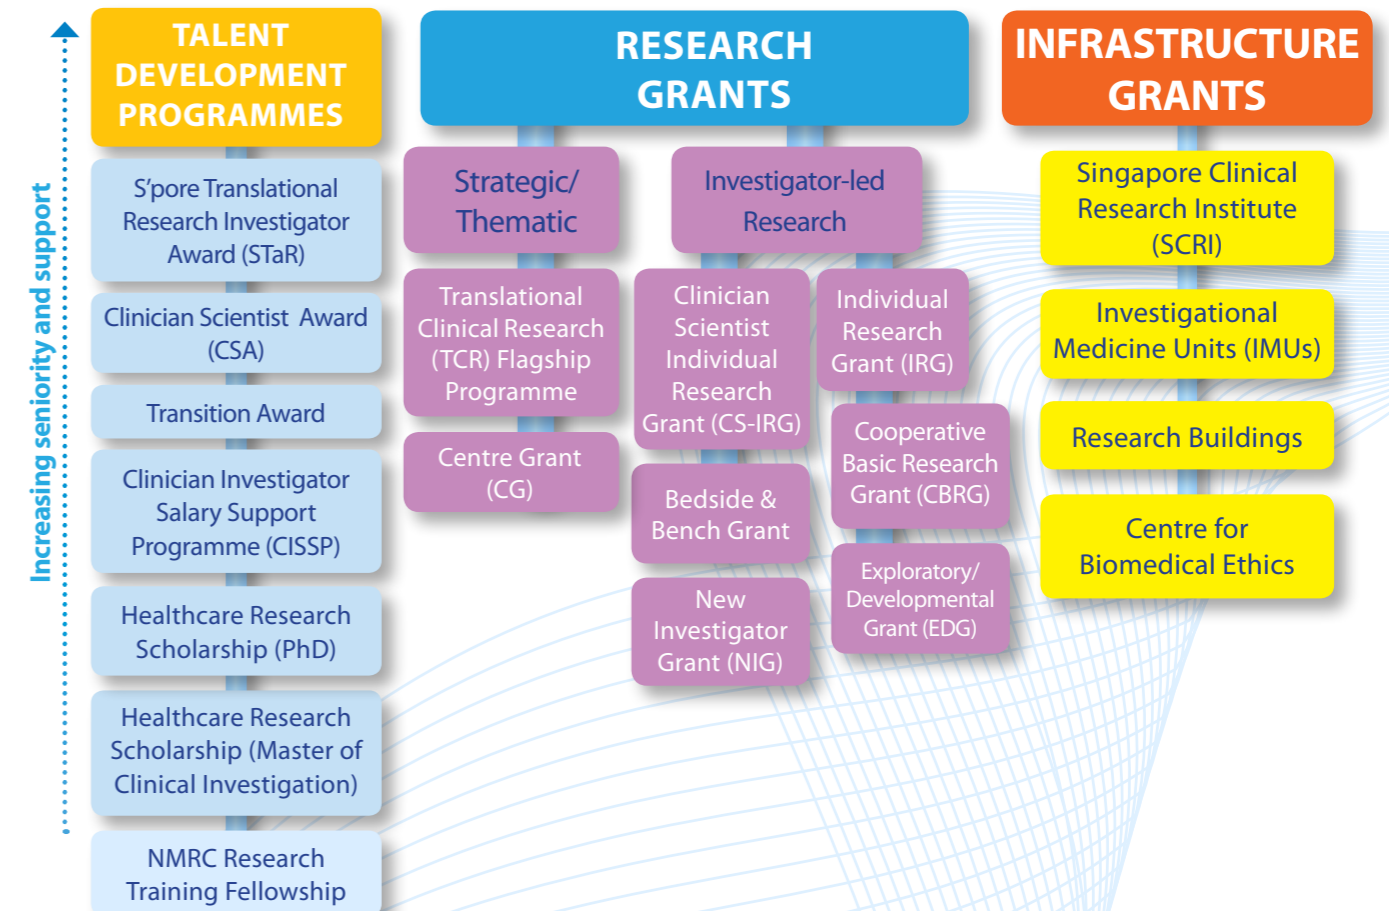 Increasing seniority and support
TALENT
DEVELOPMENT
PROGRAMMES
S'pore Translational
Research Investigator
Award (STaR)
Clinician Scientist Award
(CSA)
Transition Award
Clinician Investigator
Salary Support
Programme (CISSP)
Healthcare Research
Scholarship (PhD)
Healthcare Research
Scholarship (Master of
Clinical Investigation)
NMRC Research
Training Fellowship
RESEARCH
GRANTS
Strategic/
Thematic
Translational
Clinical Research
(TCR) Flagship
Programme
Centre Grant
(CG)
Investigator-led
Research
Clinician
Scientist
Individual
Research
Grant (CS-IRG)
Bedside &
Bench Grant
New
Investigator
Grant (NIG)
Individual
Research
Grant (IRG)
Cooperative
Basic Research
Grant (CBRG)
Exploratory/
Developmental
Grant (EDG)
INFRASTRUCTURE
GRANTS
Singapore Clinical
Research Institute
(SCRI)
Investigational
Medicine Units (IMUs)
Research Buildings
Centre for
Biomedical Ethics